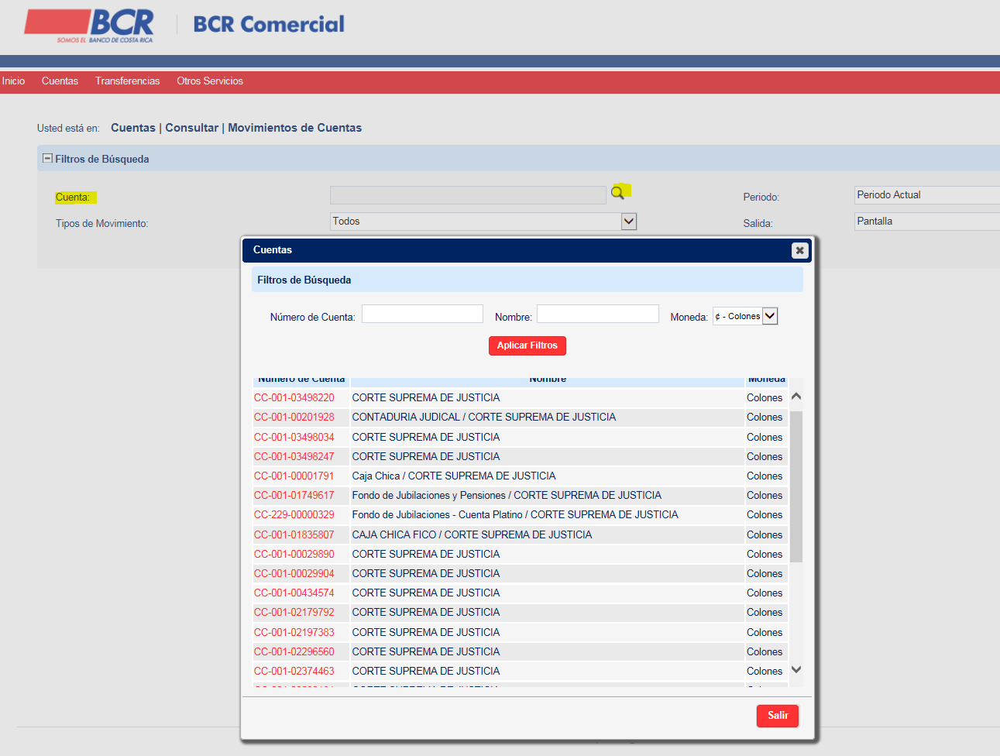 BCR
SOMOS EL BANCO DE COSTA RICA
BCR Comercial
Inicio Cuentas Transferencias Otros Servicios
Usted está en: Cuentas | Consultar | Movimientos de Cuentas
Filtros de Búsqueda
Cuenta: Periodo: Periodo Actual
Tipos de Movimiento: Todos Salida: Pantalla
Cuentas
Filtros de Búsqueda
Número de Cuenta: Nombre: Moneda: ¢ - Colones
Aplicar Filtros
Número de Cuenta Nombre Moneda
CC-001-03498220 CORTE SUPREMA DE JUSTICIA Colones
CC-001-00201928 CONTADURIA JUDICAL / CORTE SUPREMA DE JUSTICIA Colones
CC-001-03498034 CORTE SUPREMA DE JUSTICIA Colones
CC-001-03498247 CORTE SUPREMA DE JUSTICIA Colones
CC-001-00001791 Caja Chica / CORTE SUPREMA DE JUSTICIA Colones
CC-001-01749617 Fondo de Jubilaciones y Pensiones / CORTE SUPREMA DE JUSTICIA Colones
CC-229-00000329 Fondo de Jubilaciones - Cuenta Platino / CORTE SUPREMA DE JUSTICIA Colones
CC-001-01835807 CAJA CHICA FICO / CORTE SUPREMA DE JUSTICIA Colones
CC-001-00029890 CORTE SUPREMA DE JUSTICIA Colones
CC-001-00029904 CORTE SUPREMA DE JUSTICIA Colones
CC-001-00434574 CORTE SUPREMA DE JUSTICIA Colones
CC-001-02179792 CORTE SUPREMA DE JUSTICIA Colones
CC-001-02197383 CORTE SUPREMA DE JUSTICIA Colones
CC-001-02296560 CORTE SUPREMA DE JUSTICIA Colones
CC-001-02374463 CORTE SUPREMA DE JUSTICIA Colones
Salir